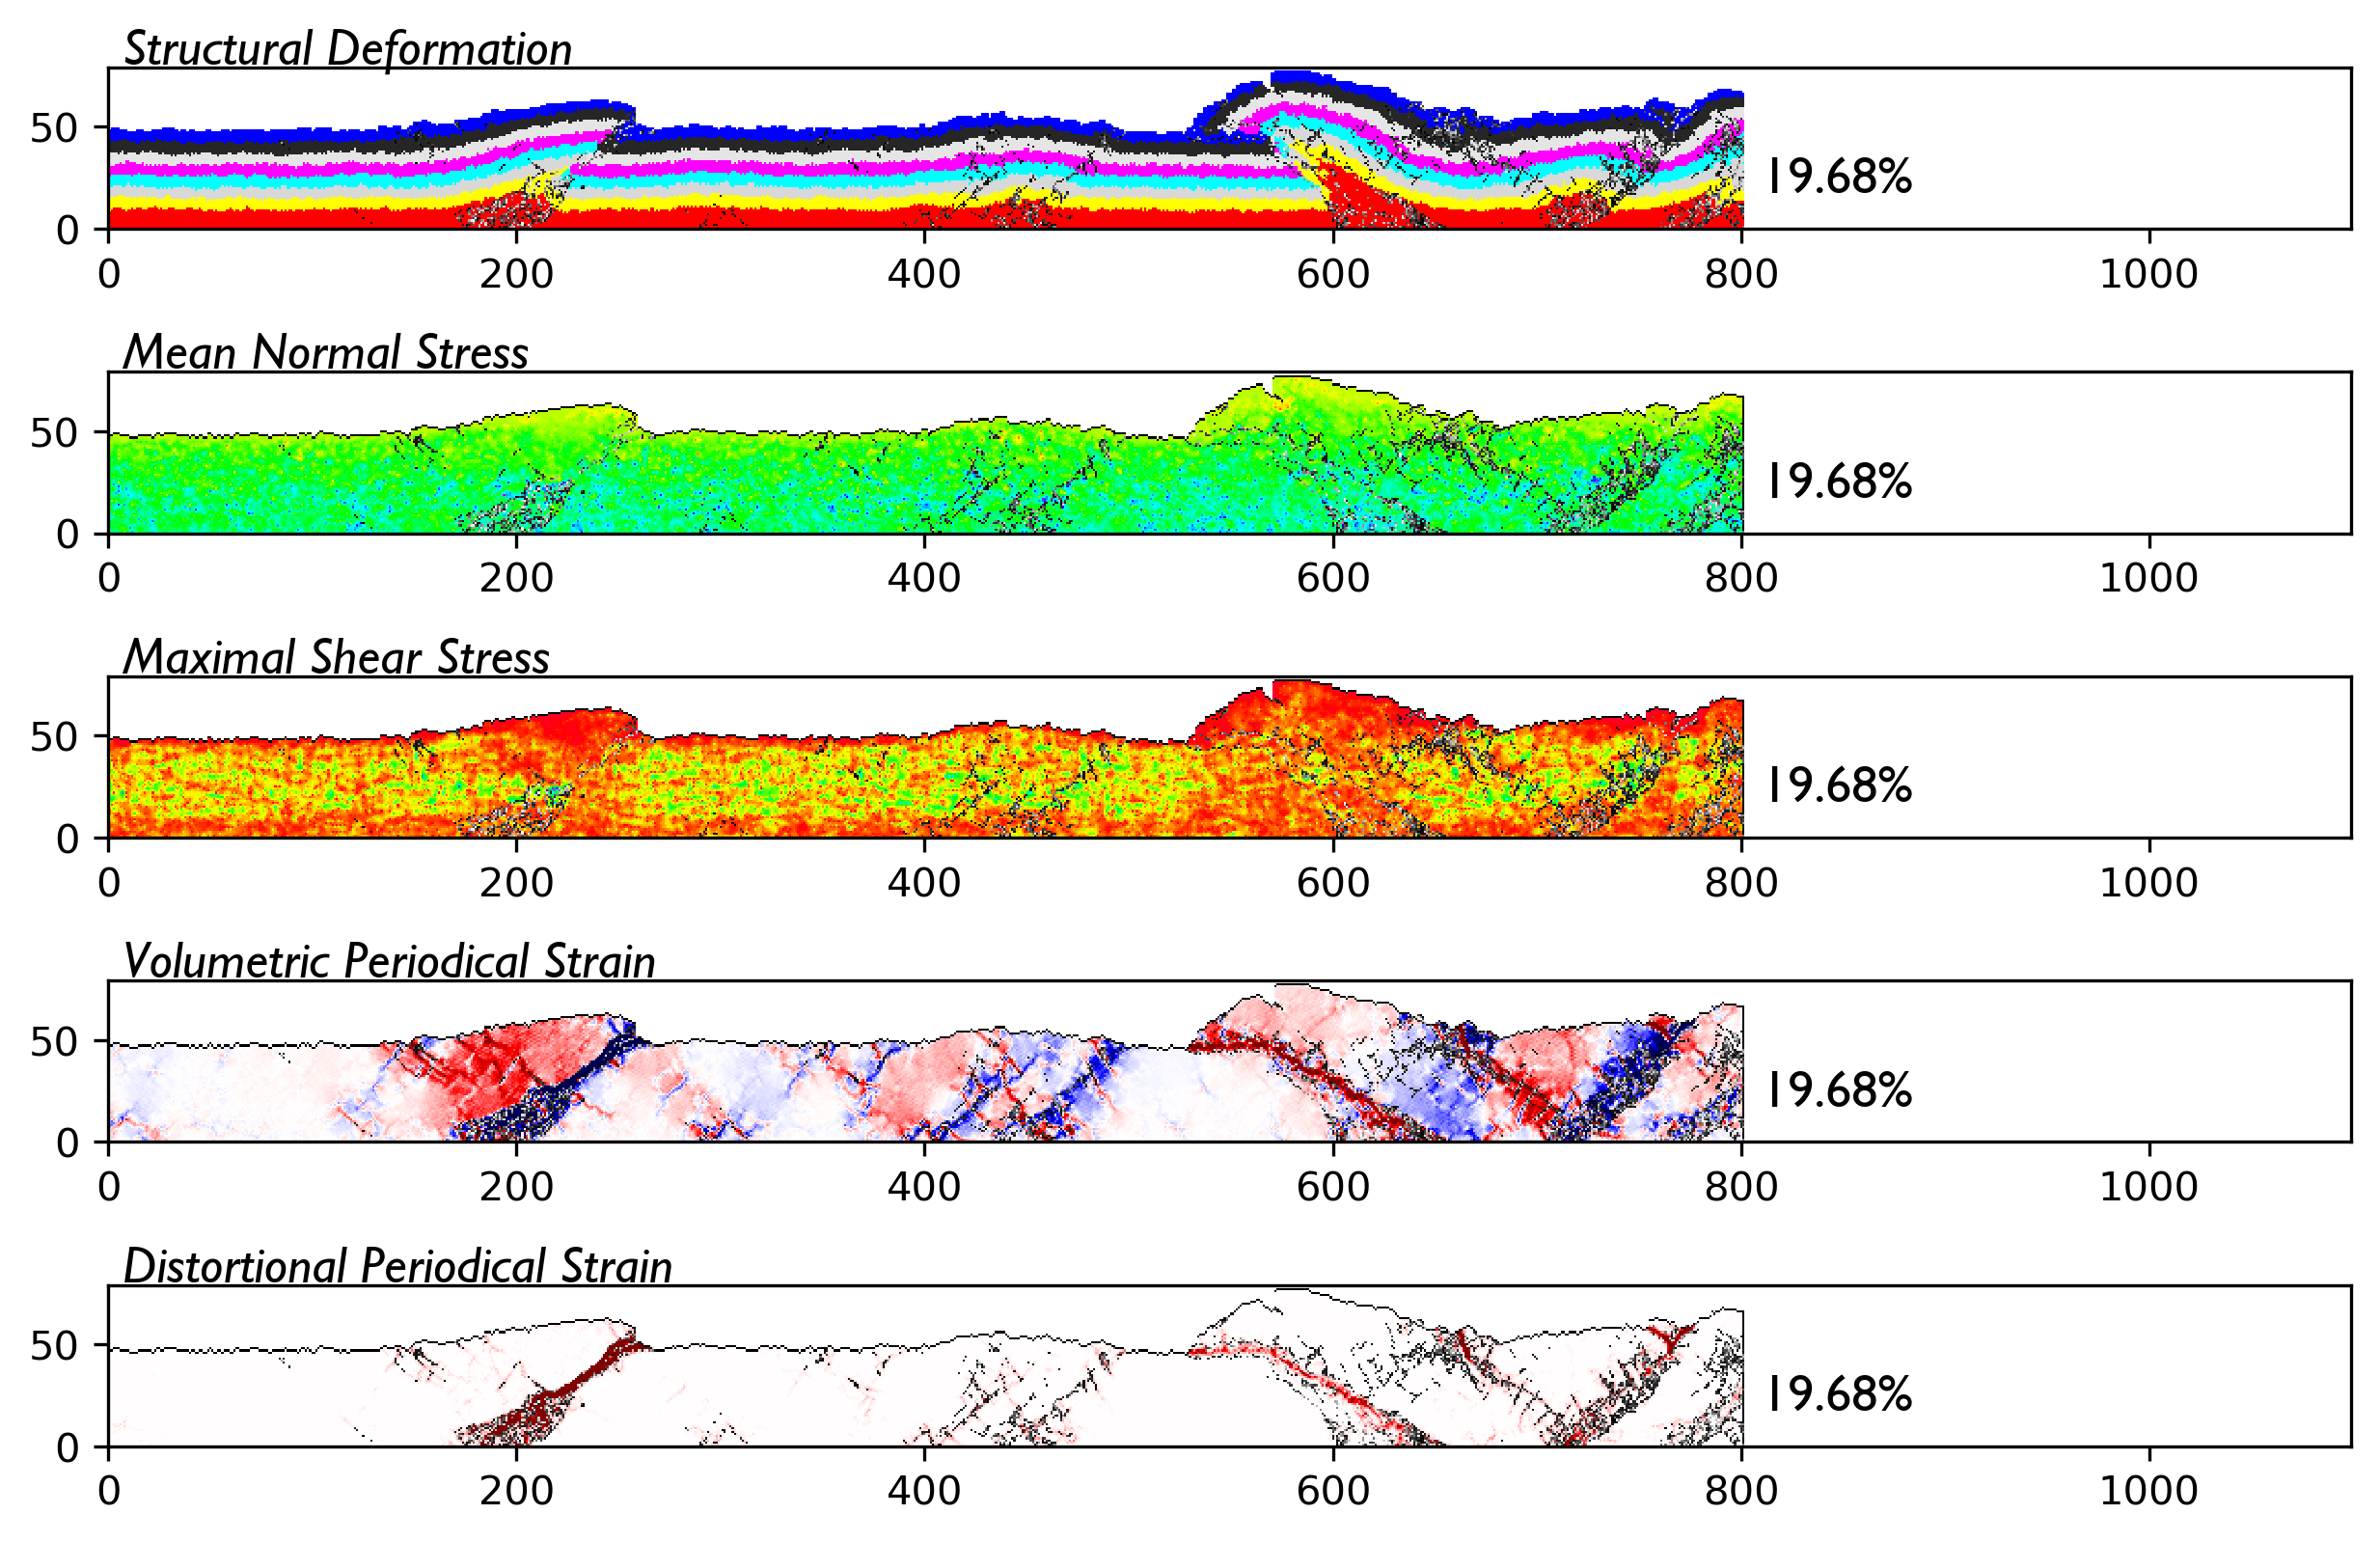 Structural Deformation
50
0
19.68%
0 200 400 600 800 1000
Mean Normal Stress
50
0
19.68%
0 200 400 600 800 1000
Maximal Shear Stress
50
0
19.68%
0 200 400 600 800 1000
Volumetric Periodical Strain
50
0
19.68%
0 200 400 600 800 1000
Distortional Periodical Strain
50
0
19.68%
0 200 400 600 800 1000